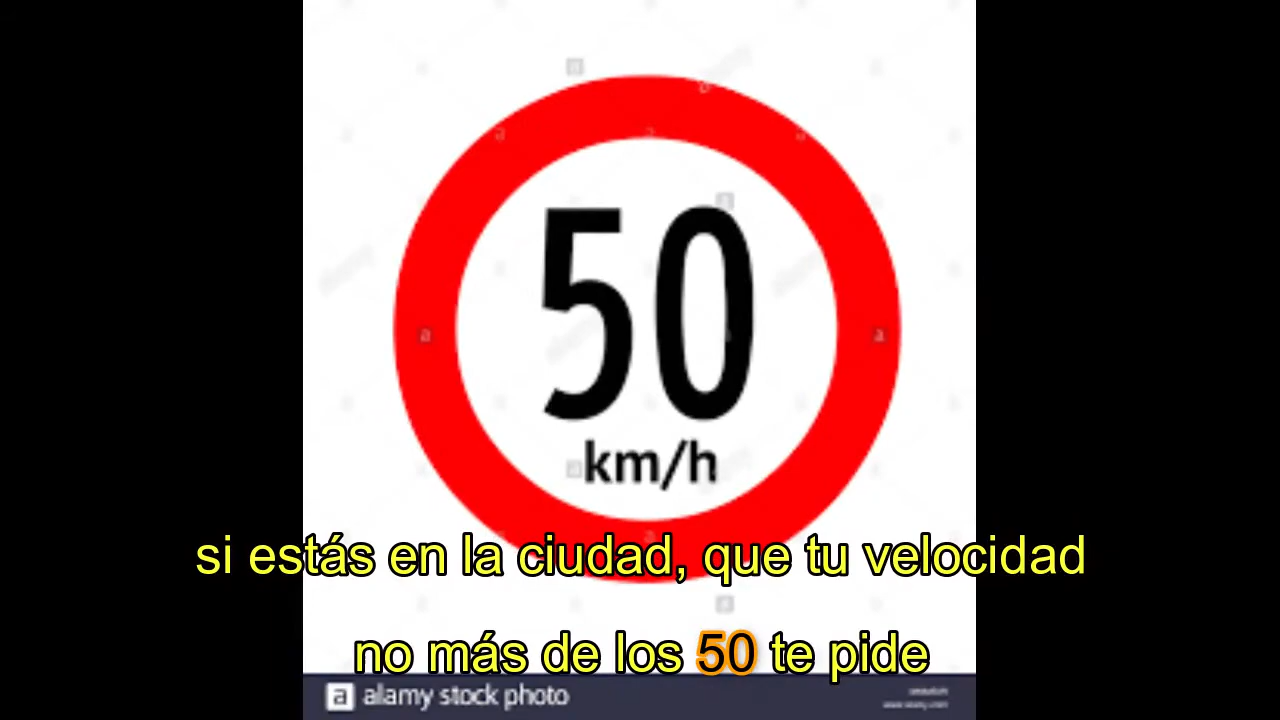 50
km/h
si estás en la ciudad, que tu velocidad
no más de los 50 te pide
a alamy stock photo